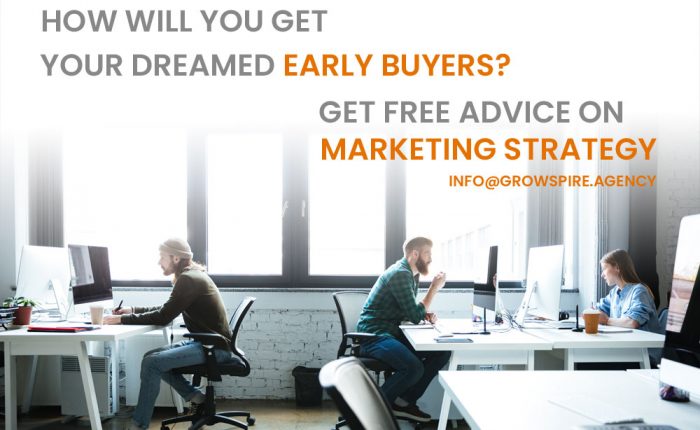 HOW WILL YOU GET
YOUR DREAMED EARLY BUYERS?
GET FREE ADVICE ON
MARKETING STRATEGY
INFO@GROWSPIRE.AGENCY